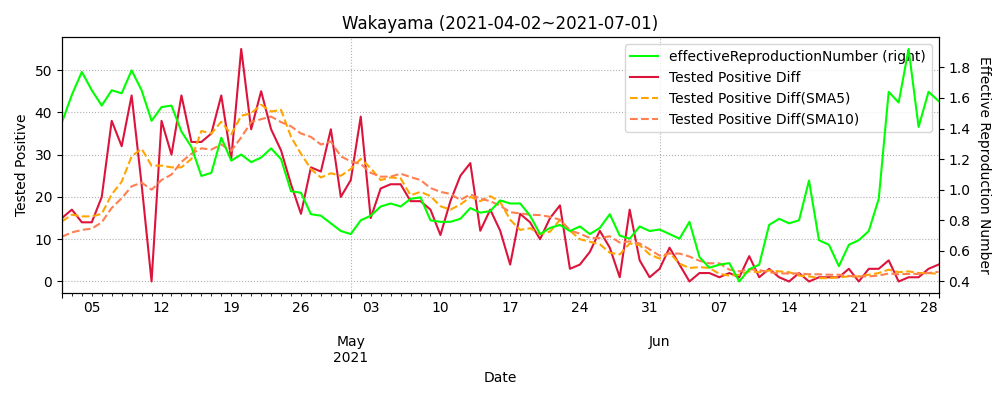 Wakayama (2021-04-02~2021-07-01)
effectiveReproductionNumber (right)
Tested Positive Diff
Tested Positive Diff(SMA5)
Tested Positive Diff(SMA10)
Tested Positive
50
40
30
20
10
0
Effective Reproduction Number
1.8
1.6
1.4
1.2
1.0
0.8
0.6
0.4
05 12 19 26 03 10 17 24 31 07 14 21 28
May Jun
2021
Date